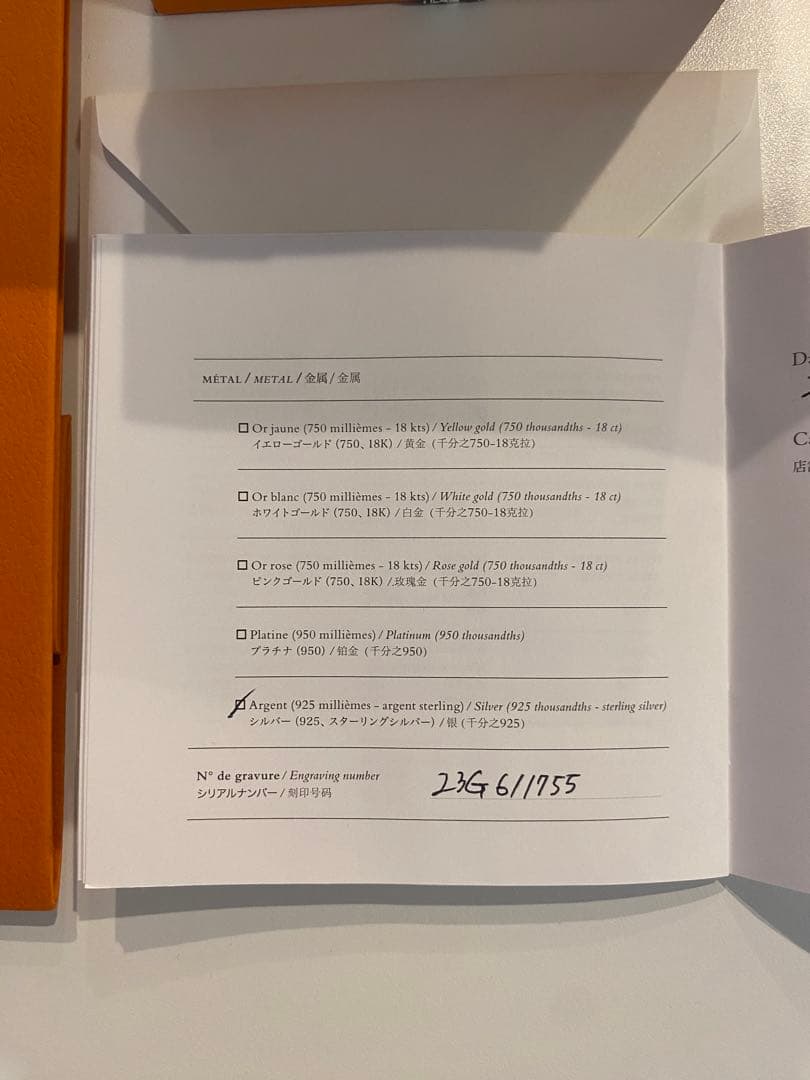 MÉTAL / METAL / 金属 / 金属
Or jaune (750 millièmes - 18 kts) / Yellow gold (750 thousandths - 18 ct)
イエローゴールド (750、18K) / 黄金 (千分之750-18克拉)
Or blanc (750 millièmes - 18 kts) / White gold (750 thousandths - 18 ct)
ホワイトゴールド (750、18K) / 白金 (千分之750-18克拉)
Or rose (750 millièmes - 18 kts) / Rose gold (750 thousandths - 18 ct)
ピンクゴールド (750、18K) / 玫瑰金 (千分之750-18克拉)
Platine (950 millièmes) / Platinum (950 thousandths)
プラチナ (950) / 铂金 (千分之950)
Argent (925 millièmes – argent sterling) / Silver (925 thousandths - sterling silver)
シルバー (925、スターリングシルバー) / 银 (千分之925)
N° de gravure / Engraving number
シリアルナンバー / 刻印号码
23G 611755